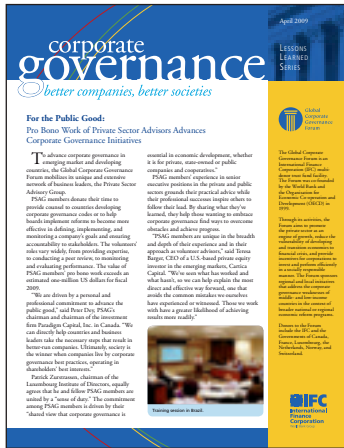 April 2009
corporate
governance
better companies, better societies
LESSONS
LEARNED
SERIES
For the Public Good:
Pro Bono Work of Private Sector Advisors Advances
Corporate Governance Initiatives
To advance corporate governance in
emerging market and developing
countries, the Global Corporate Governance
Forum mobilizes its unique and extensive
network of business leaders, the Private Sector
Advisory Group.
PSAG members donate their time to
provide counsel to countries developing
corporate governance codes or to help
boards implement reforms to become more
effective in defining, implementing, and
monitoring a company's goals and ensuring
accountability to stakeholders. The volunteers'
roles vary widely, from providing expertise, to
conducting a peer review, to monitoring
and evaluating performance. The value of
PSAG members' pro bono work exceeds an
estimated one-million US dollars for fiscal
2009.
"We are driven by a personal and
professional commitment to advance the
public good," said Peter Dey, PSAG's
chairman and chairman of the investment
firm Paradigm Capital, Inc. in Canada. "We
can directly help countries and business
leaders take the necessary steps that result in
better-run companies. Ultimately, society is
the winner when companies live by corporate
governance best practices, operating in
shareholders' best interests."
Patrick Zurstrassen, chairman of the
Luxembourg Institute of Directors, equally
agrees that he and fellow PSAG members are
united by a "sense of duty." The commitment
among PSAG members is driven by their
"shared view that corporate governance is
essential in economic development, whether
it is for private, state-owned or public
companies and cooperatives."
PSAG members' experience in senior
executive positions in the private and public
sectors grounds their practical advice while
their professional success inspires others to
follow their lead. By sharing what they've
learned, they help those wanting to embrace
corporate governance find ways to overcome
obstacles and achieve progress.
"PSAG members are unique in the breadth
and depth of their experience and in their
approach as volunteer advisors," said Teresa
Barger, CEO of a U.S.-based private equity
investor in the emerging markets, Cartica
Capital. "We've seen what has worked and
what hasn't, so we can help explain the most
direct and effective way forward, one that
avoids the common mistakes we ourselves
have experienced or witnessed. Those we work
with have a greater likelihood of achieving
results more readily."
Training session in Brazil.
Global
Corporate
Governance
Forum
The Global Corporate
Governance Forum is an
International Finance
Corporation (IFC) multi-
donor trust fund facility.
The Forum was co-founded
by the World Bank and
the Organisation for
Economic Co-operation and
Development (OECD) in
1999.
Through its activities, the
Forum aims to promote
the private sector as an
engine of growth, reduce the
vulnerability of developing
and transition economies to
financial crisis, and provide
incentives for corporations to
invest and perform efficiently
in a socially responsible
manner. The Forum sponsors
regional and local initiatives
that address the corporate
governance weaknesses of
middle- and low-income
countries in the context of
broader national or regional
economic reform programs.
Donors to the Forum
include the IFC and the
Governments of Canada,
France, Luxembourg, the
Netherlands, Norway, and
Switzerland.
IFC
International
Finance
Corporation